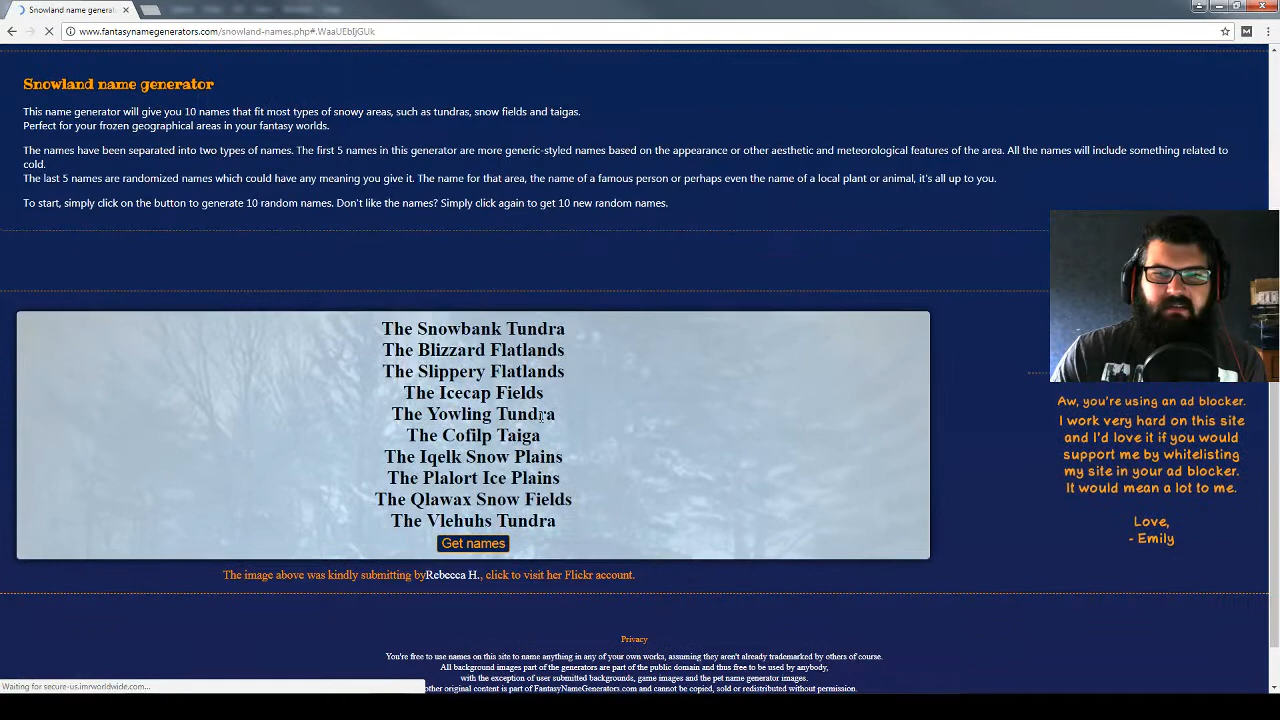 Snowland name generator
www.fantasynamegenerators.com/snowland-names.php#.WaaUEbIjGUk
Snowland name generator
This name generator will give you 10 names that fit most types of snowy areas, such as tundras, snow fields and taigas.
Perfect for your frozen geographical areas in your fantasy worlds.
The names have been separated into two types of names. The first 5 names in this generator are more generic-styled names based on the appearance or other aesthetic and meteorological features of the area. All the names will include something related to
cold.
The last 5 names are randomized names which could have any meaning you give it. The name for that area, the name of a famous person or perhaps even the name of a local plant or animal, it's all up to you.
To start, simply click on the button to generate 10 random names. Don't like the names? Simply click again to get 10 new random names.
The Snowbank Tundra
The Blizzard Flatlands
The Slippery Flatlands
The Icecap Fields
The Yowling Tundra
The Cofilp Taiga
The Iqelk Snow Plains
The Plalort Ice Plains
The Qlawax Snow Fields
The Vlehuhs Tundra
Get names
The image above was kindly submitting byRebecca H., click to visit her Flickr account.
Aw, you're using an ad blocker.
I work very hard on this site
and I'd love it if you would
support me by whitelisting
my site in your ad blocker.
It would mean a lot to me.
Love,
- Emily
Privacy
You're free to use names on this site to name anything in any of your own works, assuming they aren't already trademarked by others of course.
All background images part of the generators are part of the public domain and thus free to be used by anybody,
with the exception of user submitted backgrounds, game images and the pet name generator images.
other original content is part of FantasyNameGenerators.com and cannot be copied, sold or redistributed without permission.
Waiting for secure-us.imrworldwide.com...